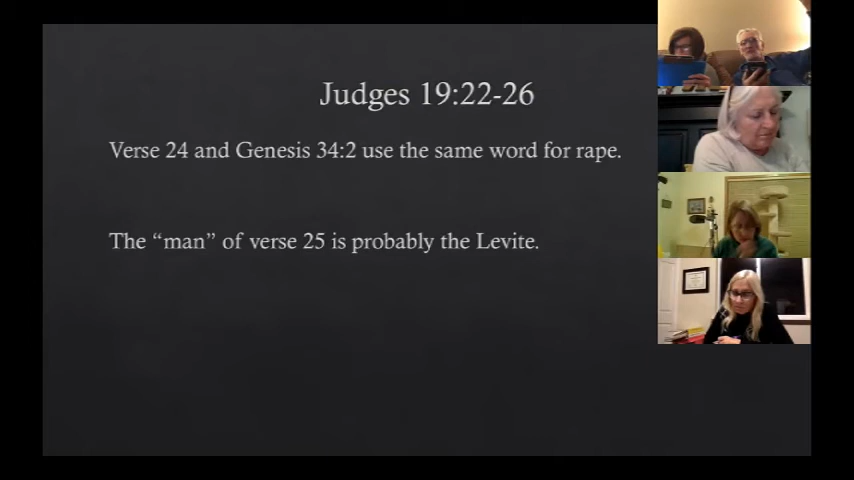 Judges 19:22-26
Verse 24 and Genesis 34:2 use the same word for rape.
The “man” of verse 25 is probably the Levite.